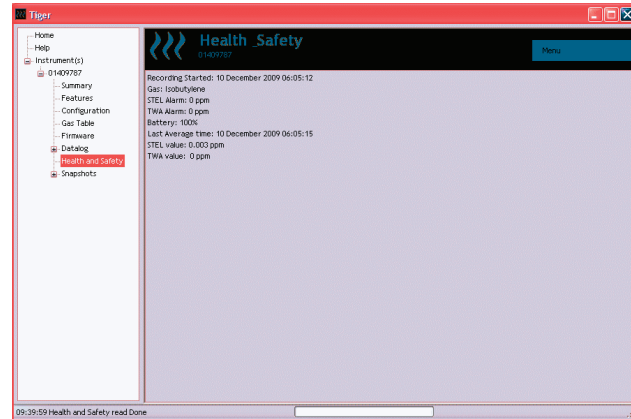 Tiger
Home
Help
Instrument(s)
01409787
Summary
Features
Configuration
Gas Table
Firmware
Datalog
Health and Safety
Snapshots
Health _Safety
01409787
Menu
Recording Started: 10 December 2009 06:05:12
Gas: Isobutylene
STEL Alarm: 0 ppm
TWA Alarm: 0 ppm
Battery: 100%
Last Average time: 10 December 2009 06:05:15
STEL value: 0.003 ppm
TWA value: 0 ppm
09:39:59 Health and Safety read Done